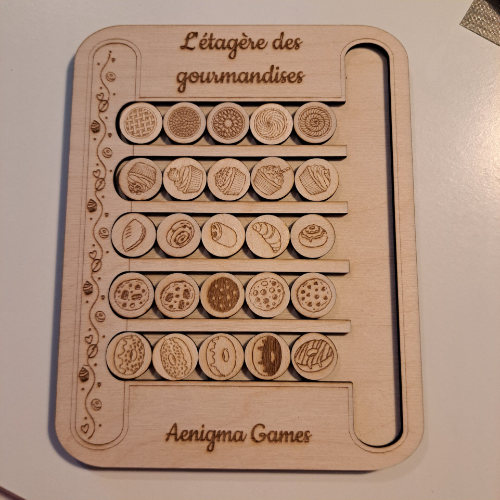 L'étagère des
gourmandises
Aenigma Games